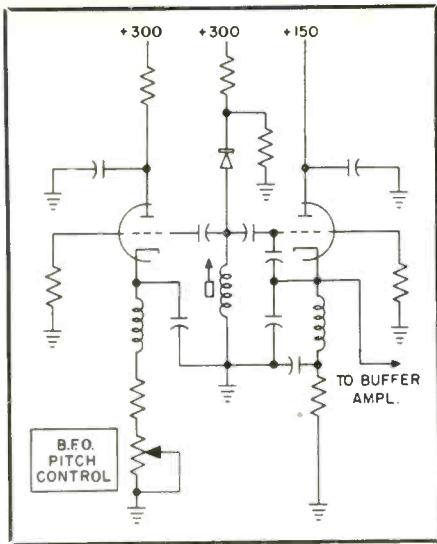 +300 +300 +150
TO BUFFER
AMPL.
B.F.O.
PITCH
CONTROL